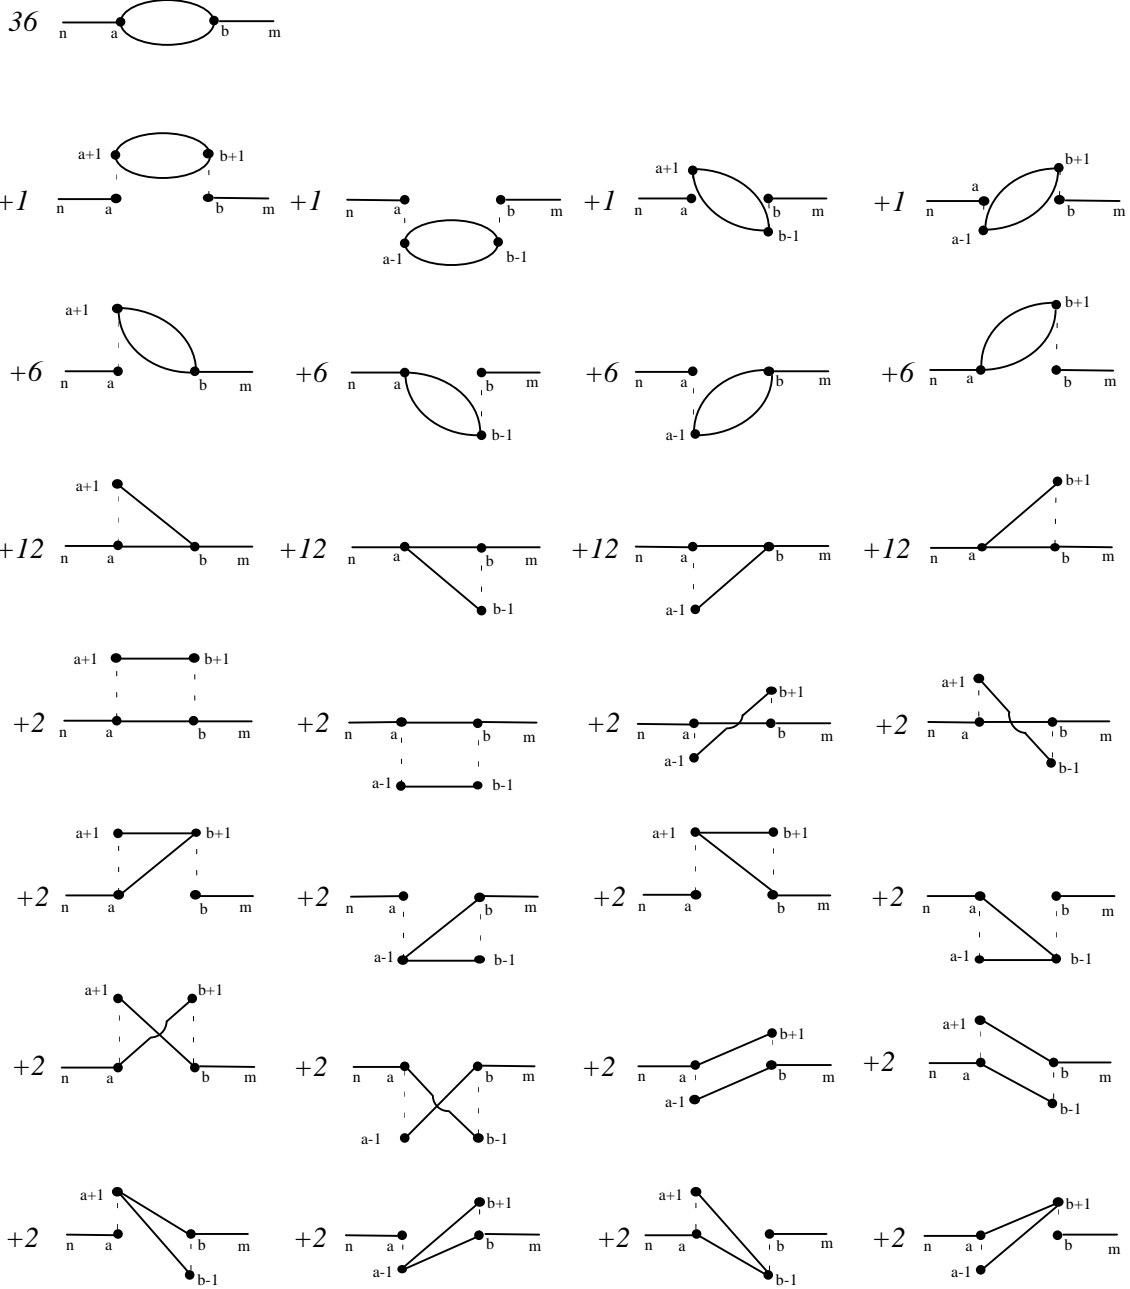 36 n a b m
a+1 b+1
+1 n a b m +1 n a b m a-1 b-1 +1 a+1 n a b m b-1 +1 a b+1 n b m a-1
a+1 b+1
+6 n a b m +6 n a b m b-1 +6 n a b m a-1 +6 n a b m
a+1 b+1
+12 n a b m +12 n a b m b-1 +12 n a b m a-1 +12 n a b m
a+1 b+1 b+1 a+1
+2 n a b m +2 n a b m a-1 b-1 +2 n a b m a-1 +2 n a b m b-1
a+1 b+1 a+1 b+1
+2 n a b m +2 n a b m a-1 b-1 +2 n a b m +2 n a b m a-1 b-1
a+1 b+1 b+1 a+1
+2 n a b m +2 n a b m a-1 b-1 +2 n a b m a-1 +2 n a b m b-1
a+1 b+1 a+1 b+1
+2 n a b m b-1 +2 n a b m a-1 +2 n a b m b-1 +2 n a b m a-1